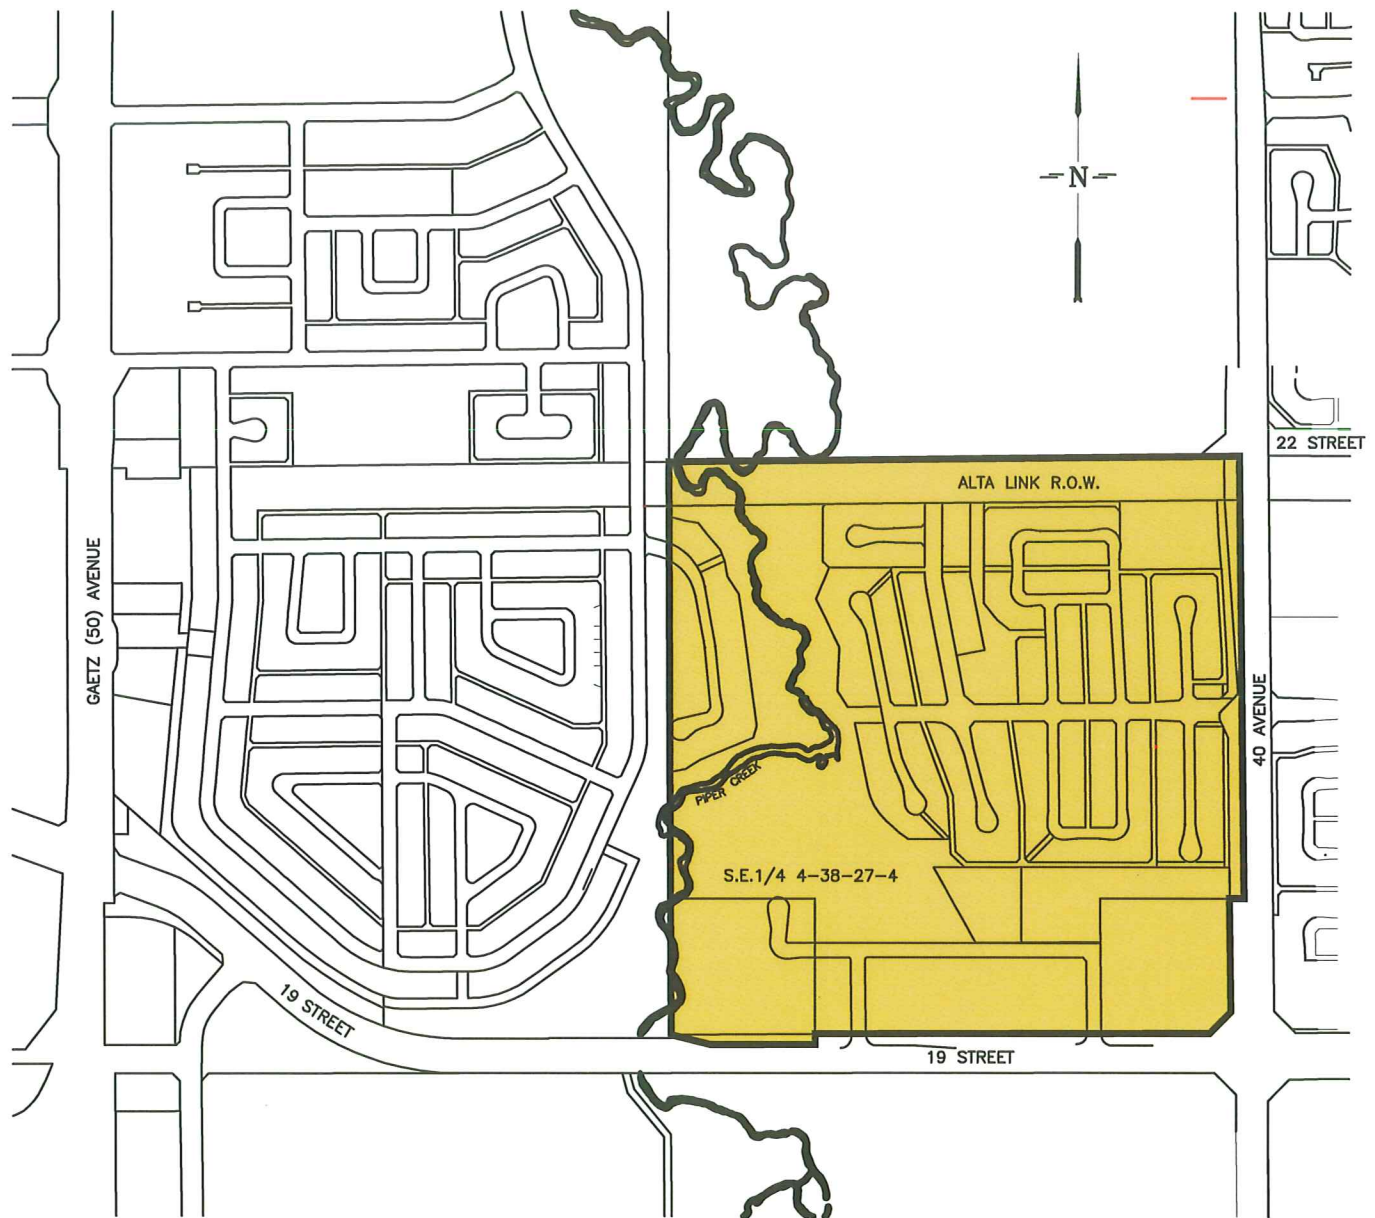 N
22 STREET
ALTA LINK R.O.W.
GAETZ (50) AVENUE
40 AVENUE
PIPER CREEK
S.E.1/4 4-38-27-4
19 STREET
19 STREET